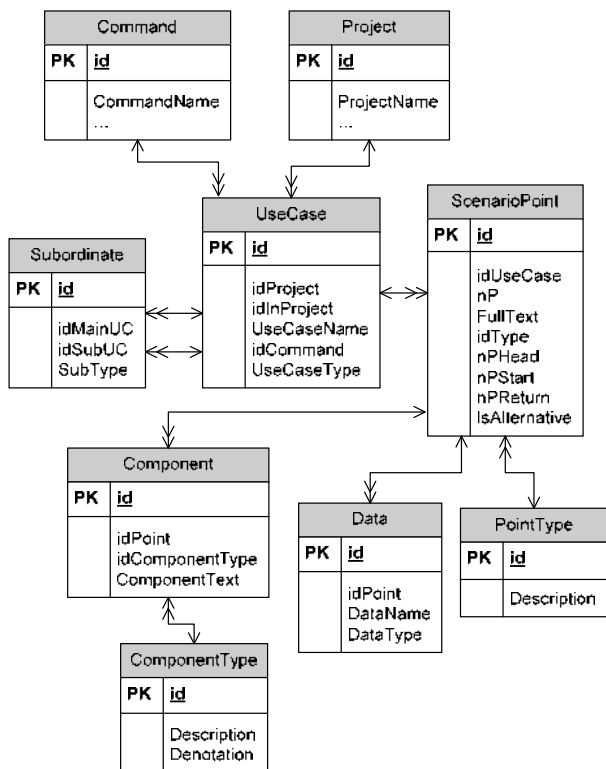 Command
PK id
CommandName
...
Project
PK id
ProjectName
...
UseCase
PK id
idProject
idInProject
UseCaseName
idCommand
UseCaseType
ScenarioPoint
PK id
idUseCase
nP
FullText
idType
nPHead
nPStart
nPReturn
IsAlternative
Subordinate
PK id
idMainUC
idSubUC
SubType
Component
PK id
idPoint
idComponentType
ComponentText
Data
PK id
idPoint
DataName
DataType
PointType
PK id
Description
ComponentType
PK id
Description
Denotation